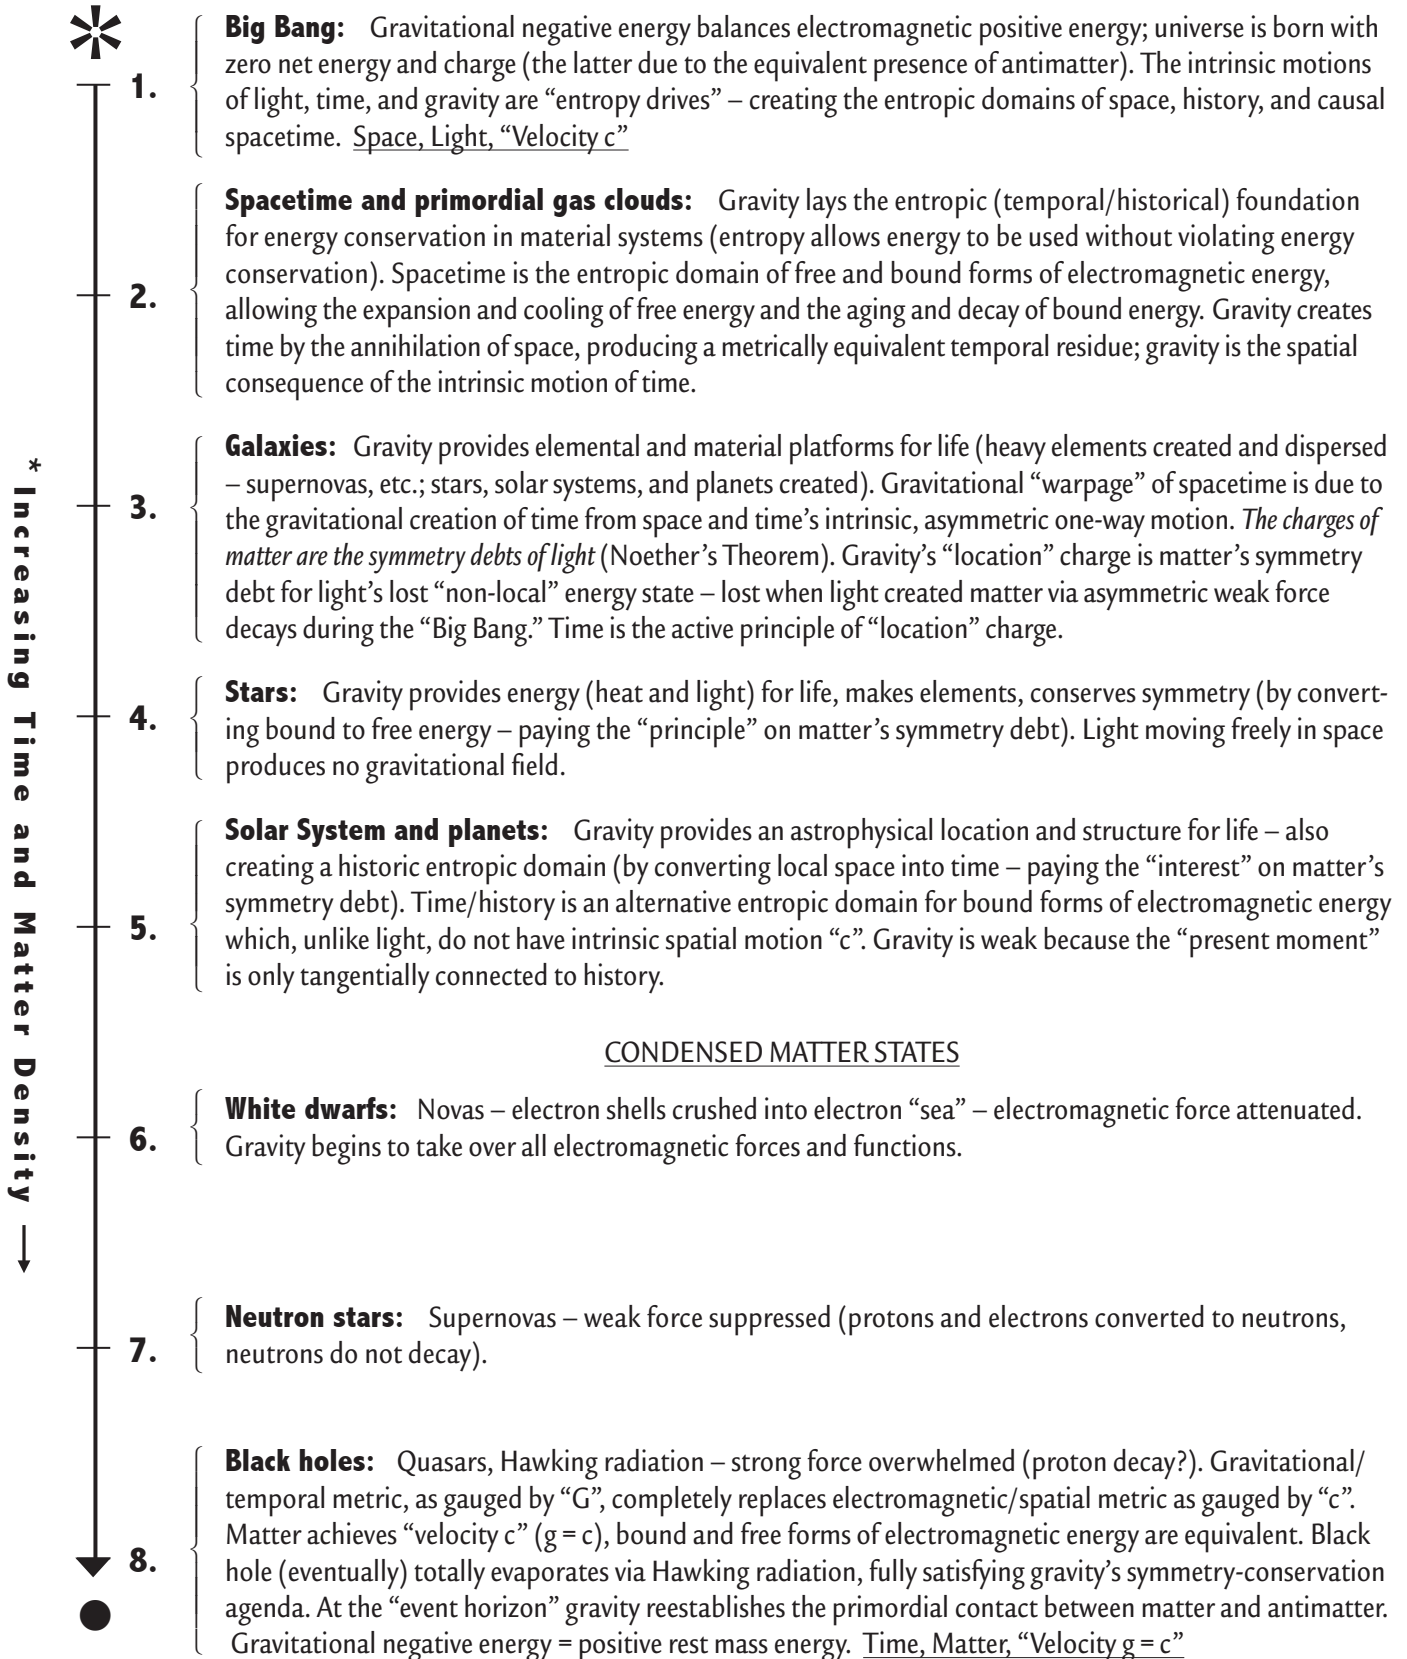 Big Bang: Gravitational negative energy balances electromagnetic positive energy; universe is born with
zero net energy and charge (the latter due to the equivalent presence of antimatter). The intrinsic motions
1.
of light, time, and gravity are “entropy drives” – creating the entropic domains of space, history, and causal
spacetime. Space, Light, “Velocity c”
Spacetime and primordial gas clouds: Gravity lays the entropic (temporal/historical) foundation
for energy conservation in material systems (entropy allows energy to be used without violating energy
conservation). Spacetime is the entropic domain of free and bound forms of electromagnetic energy,
2.
allowing the expansion and cooling of free energy and the aging and decay of bound energy. Gravity creates
time by the annihilation of space, producing a metrically equivalent temporal residue; gravity is the spatial
consequence of the intrinsic motion of time.
Galaxies: Gravity provides elemental and material platforms for life (heavy elements created and dispersed
– supernovas, etc.; stars, solar systems, and planets created). Gravitational “warpage” of spacetime is due to
3.
the gravitational creation of time from space and time’s intrinsic, asymmetric one-way motion. The charges of
matter are the symmetry debts of light (Noether’s Theorem). Gravity’s “location” charge is matter’s symmetry
debt for light’s lost “non-local” energy state – lost when light created matter via asymmetric weak force
decays during the “Big Bang.” Time is the active principle of “location” charge.
Stars: Gravity provides energy (heat and light) for life, makes elements, conserves symmetry (by convert-
4.
ing bound to free energy – paying the “principle” on matter’s symmetry debt). Light moving freely in space
produces no gravitational field.
Solar System and planets: Gravity provides an astrophysical location and structure for life – also
creating a historic entropic domain (by converting local space into time – paying the “interest” on matter’s
symmetry debt). Time/history is an alternative entropic domain for bound forms of electromagnetic energy
5.
which, unlike light, do not have intrinsic spatial motion “c”. Gravity is weak because the “present moment”
is only tangentially connected to history.
CONDENSED MATTER STATES
White dwarfs: Novas – electron shells crushed into electron “sea” – electromagnetic force attenuated.
6.
Gravity begins to take over all electromagnetic forces and functions.
Neutron stars: Supernovas – weak force suppressed (protons and electrons converted to neutrons,
7.
neutrons do not decay).
Black holes: Quasars, Hawking radiation – strong force overwhelmed (proton decay?). Gravitational/
temporal metric, as gauged by “G”, completely replaces electromagnetic/spatial metric as gauged by “c”.
Matter achieves “velocity c” (g = c), bound and free forms of electromagnetic energy are equivalent. Black
8.
hole (eventually) totally evaporates via Hawking radiation, fully satisfying gravity’s symmetry-conservation
agenda. At the “event horizon” gravity reestablishes the primordial contact between matter and antimatter.
Gravitational negative energy = positive rest mass energy. Time, Matter, “Velocity g = c”
* Increasing Time and Matter Density →